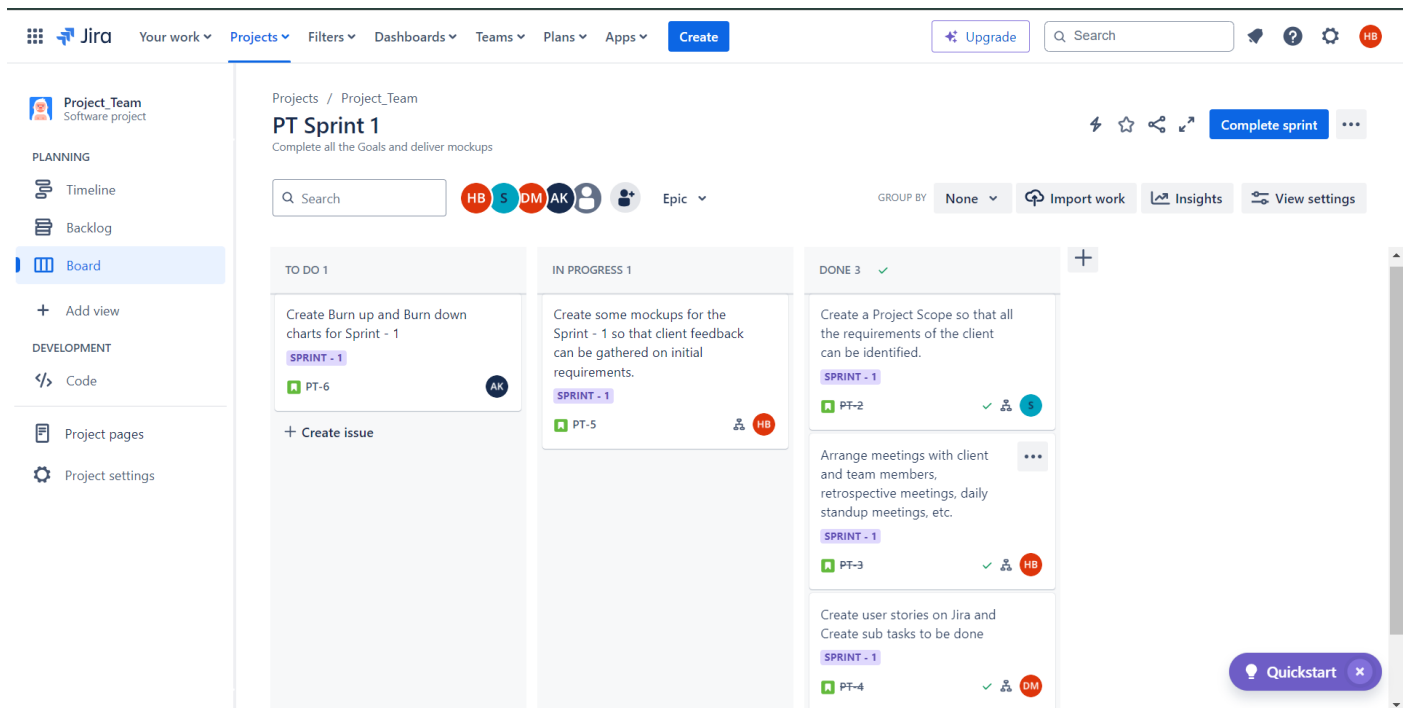 Jira
Your work
Projects
Filters
Dashboards
Teams
Plans
Apps
Create
Upgrade
Search
HB
Project_Team
Software project
PLANNING
Timeline
Backlog
Board
Add view
DEVELOPMENT
Code
Project pages
Project settings
Projects / Project_Team
PT Sprint 1
Complete all the Goals and deliver mockups
Complete sprint
Search
HB S DM AK
Epic
GROUP BY None
Import work
Insights
View settings
TO DO 1
Create Burn up and Burn down
charts for Sprint - 1
SPRINT - 1
PT-6 AK
+ Create issue
IN PROGRESS 1
Create some mockups for the
Sprint - 1 so that client feedback
can be gathered on initial
requirements.
SPRINT - 1
PT-5 HB
DONE 3
Create a Project Scope so that all
the requirements of the client
can be identified.
SPRINT - 1
PT-2 S
Arrange meetings with client
and team members,
retrospective meetings, daily
standup meetings, etc.
SPRINT - 1
PT-3 HB
Create user stories on Jira and
Create sub tasks to be done
SPRINT - 1
PT-4 DM
Quickstart